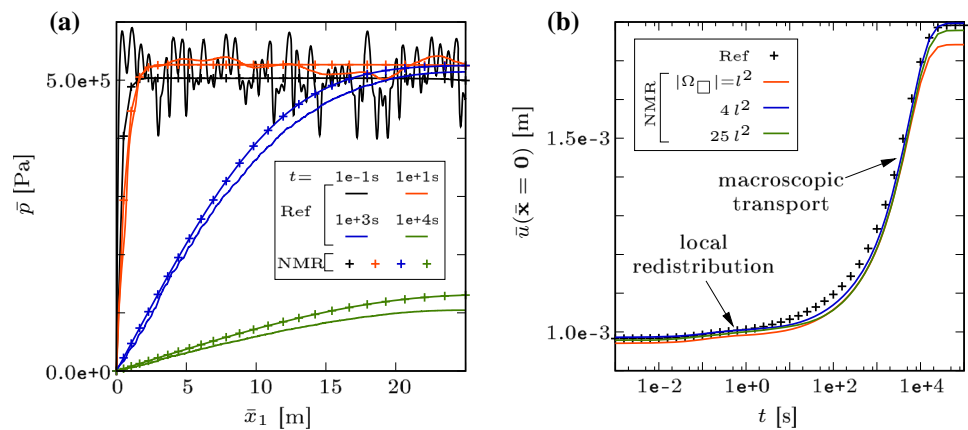 (a)
p̄ [Pa]
5.0e+5
0.0e+0
0 5 10 15 20
x̄₁ [m]
t= 1e-1s 1e+1s
Ref
1e+3s 1e+4s
NMR
(b)
ū(x̄ = 0) [m]
1.5e-3
1.0e-3
1e-2 1e+0 1e+2 1e+4
t [s]
Ref
NMR
|Ω□|=l²
4 l²
25 l²
macroscopic
transport
local
redistribution